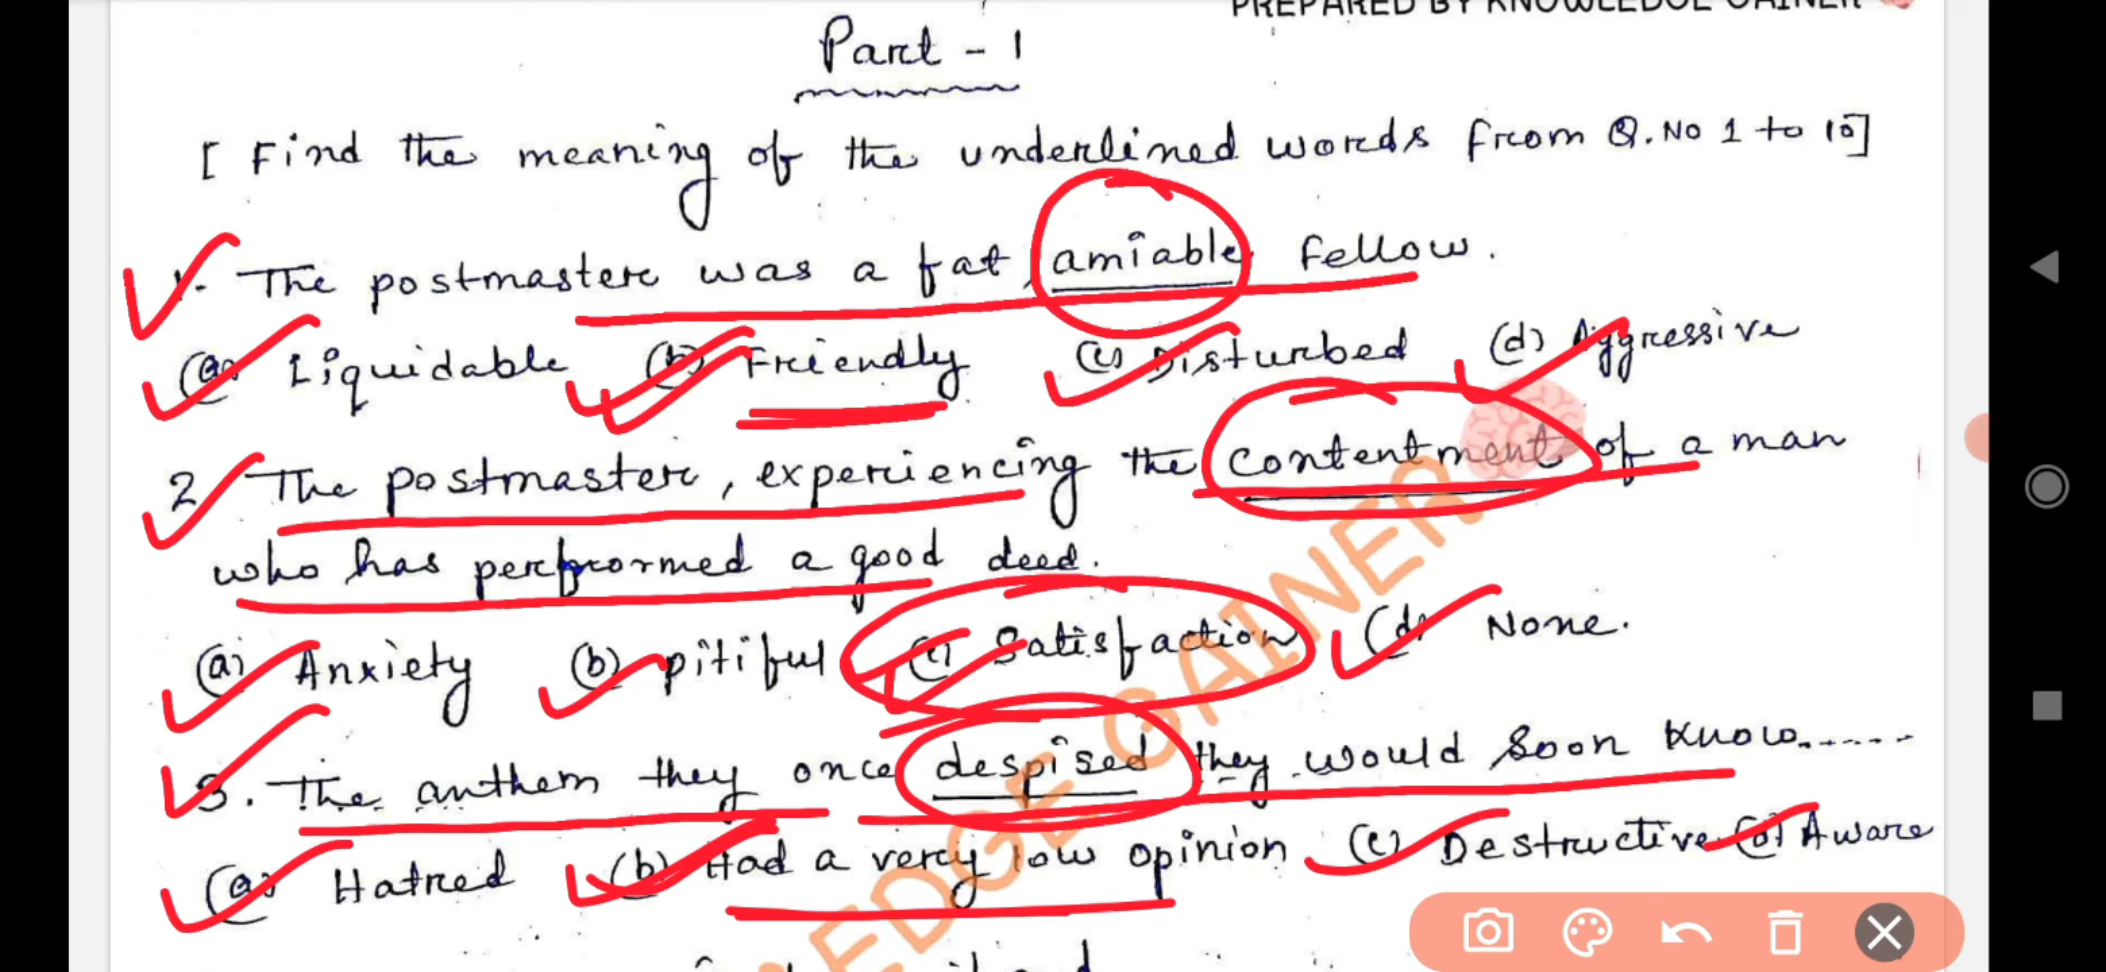 PREPARED BY KNOWLEDGE GAINER
Part - 1
[ Find the meaning of the underlined words from Q. No 1 to 10]
1. The postmaster was a fat, amiable fellow.
(a) Liquidable (b) Friendly (c) Disturbed (d) Aggressive
2. The postmaster, experiencing the contentment of a man
who has performed a good deed.
(a) Anxiety (b) pitiful (c) Satisfaction (d) None.
3. The anthem they once despised they would soon know......
(a) Hatred (b) Had a very low opinion (c) Destructive (d) Aware
EDGE GAINER